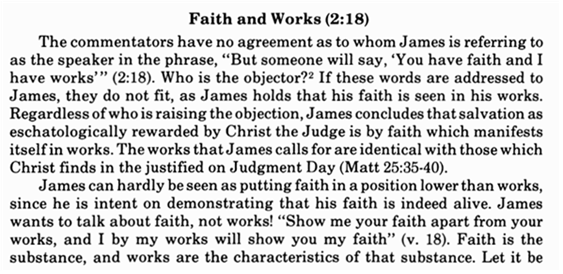 Faith and Works (2:18)
The commentators have no agreement as to whom James is referring to
as the speaker in the phrase, “But someone will say, ‘You have faith and I
have works’” (2:18). Who is the objector?² If these words are addressed to
James, they do not fit, as James holds that his faith is seen in his works.
Regardless of who is raising the objection, James concludes that salvation as
eschatologically rewarded by Christ the Judge is by faith which manifests
itself in works. The works that James calls for are identical with those which
Christ finds in the justified on Judgment Day (Matt 25:35-40).
James can hardly be seen as putting faith in a position lower than works,
since he is intent on demonstrating that his faith is indeed alive. James
wants to talk about faith, not works! “Show me your faith apart from your
works, and I by my works will show you my faith” (v. 18). Faith is the
substance, and works are the characteristics of that substance. Let it be